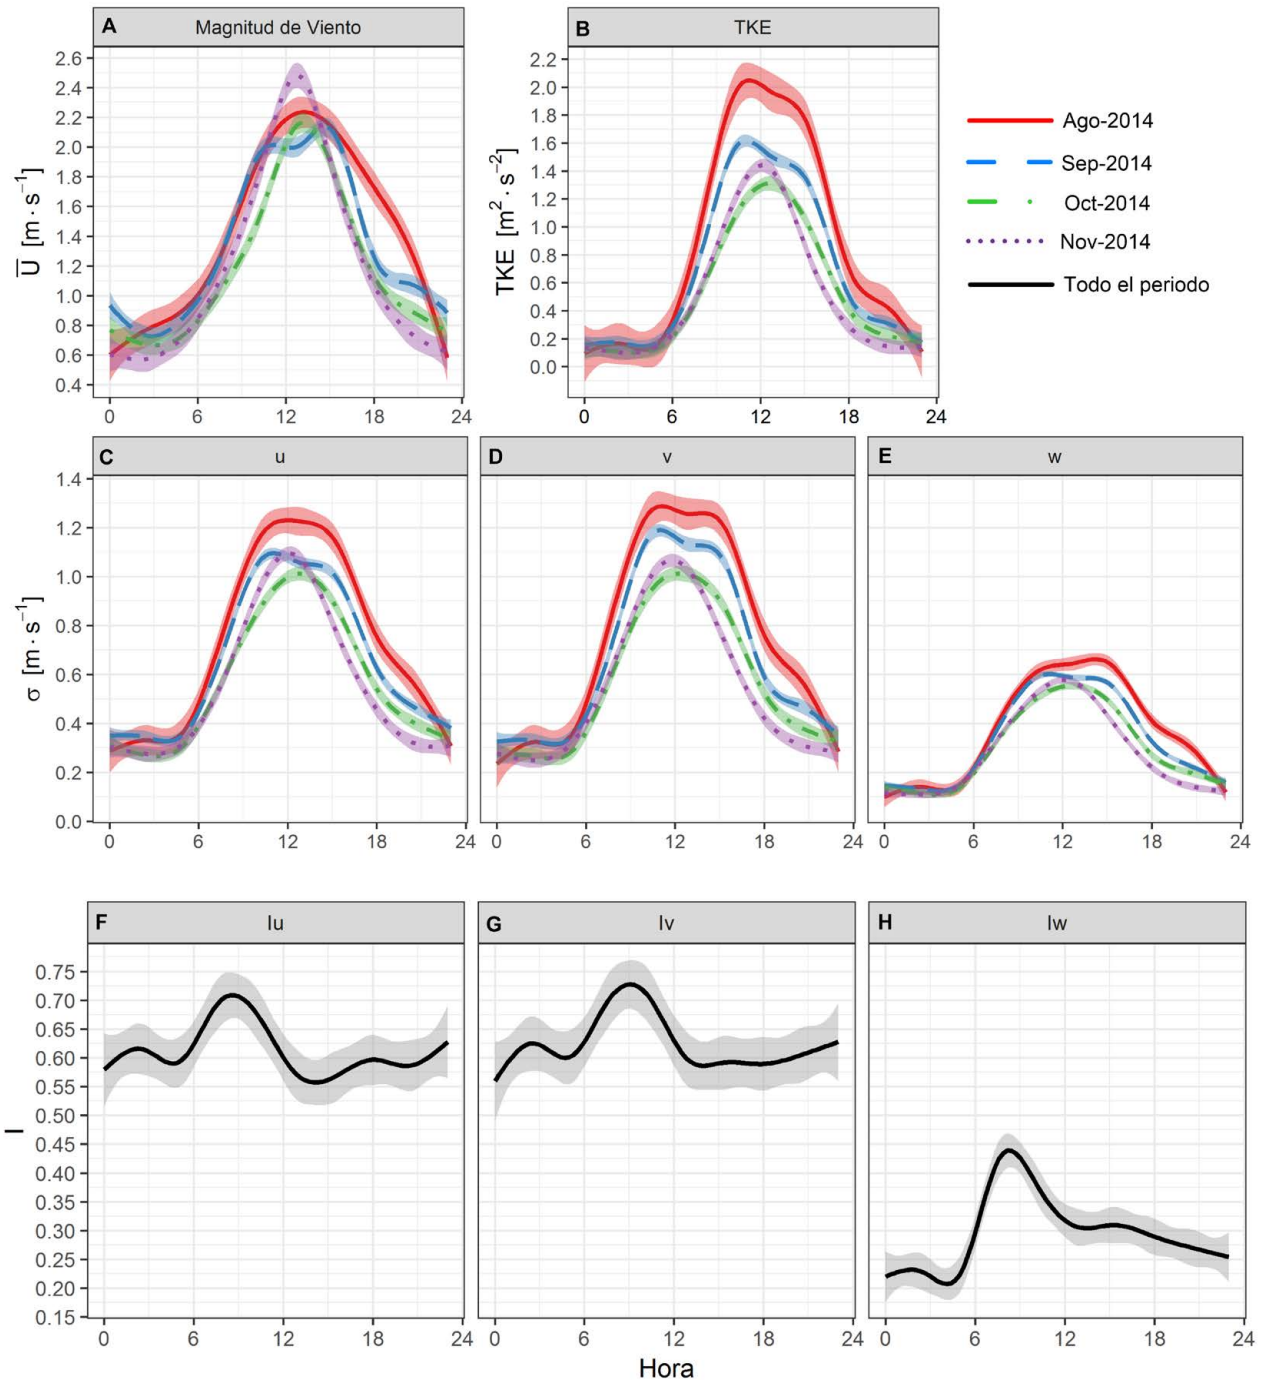 A Magnitud de Viento
B TKE
U [m · s⁻¹]
2.6
2.4
2.2
2.0
1.8
1.6
1.4
1.2
1.0
0.8
0.6
0.4
0 6 12 18 24
TKE [m² · s⁻²]
2.2
2.0
1.8
1.6
1.4
1.2
1.0
0.8
0.6
0.4
0.2
0.0
0 6 12 18 24
Ago-2014
Sep-2014
Oct-2014
Nov-2014
Todo el periodo
C u
D v
E w
σ [m · s⁻¹]
1.4
1.2
1.0
0.8
0.6
0.4
0.2
0.0
0 6 12 18 24
0 6 12 18 24
0 6 12 18 24
F Iu
G Iv
H Iw
I
0.75
0.70
0.65
0.60
0.55
0.50
0.45
0.40
0.35
0.30
0.25
0.20
0.15
0 6 12 18 24
0 6 12 18 24
0 6 12 18 24
Hora